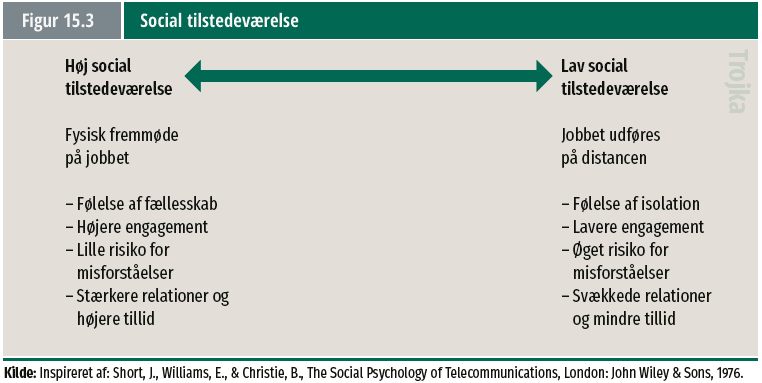 Figur 15.3
Social tilstedeværelse
Høj social
tilstedeværelse
Fysisk fremmøde
på jobbet
– Følelse af fællesskab
– Højere engagement
– Lille risiko for
misforståelser
– Stærkere relationer og
højere tillid
Lav social
tilstedeværelse
Jobbet udføres
på distancen
– Følelse af isolation
– Lavere engagement
– Øget risiko for
misforståelser
– Svækkede relationer
og mindre tillid
Trojka
Kilde: Inspireret af: Short, J., Williams, E., & Christie, B., The Social Psychology of Telecommunications, London: John Wiley & Sons, 1976.